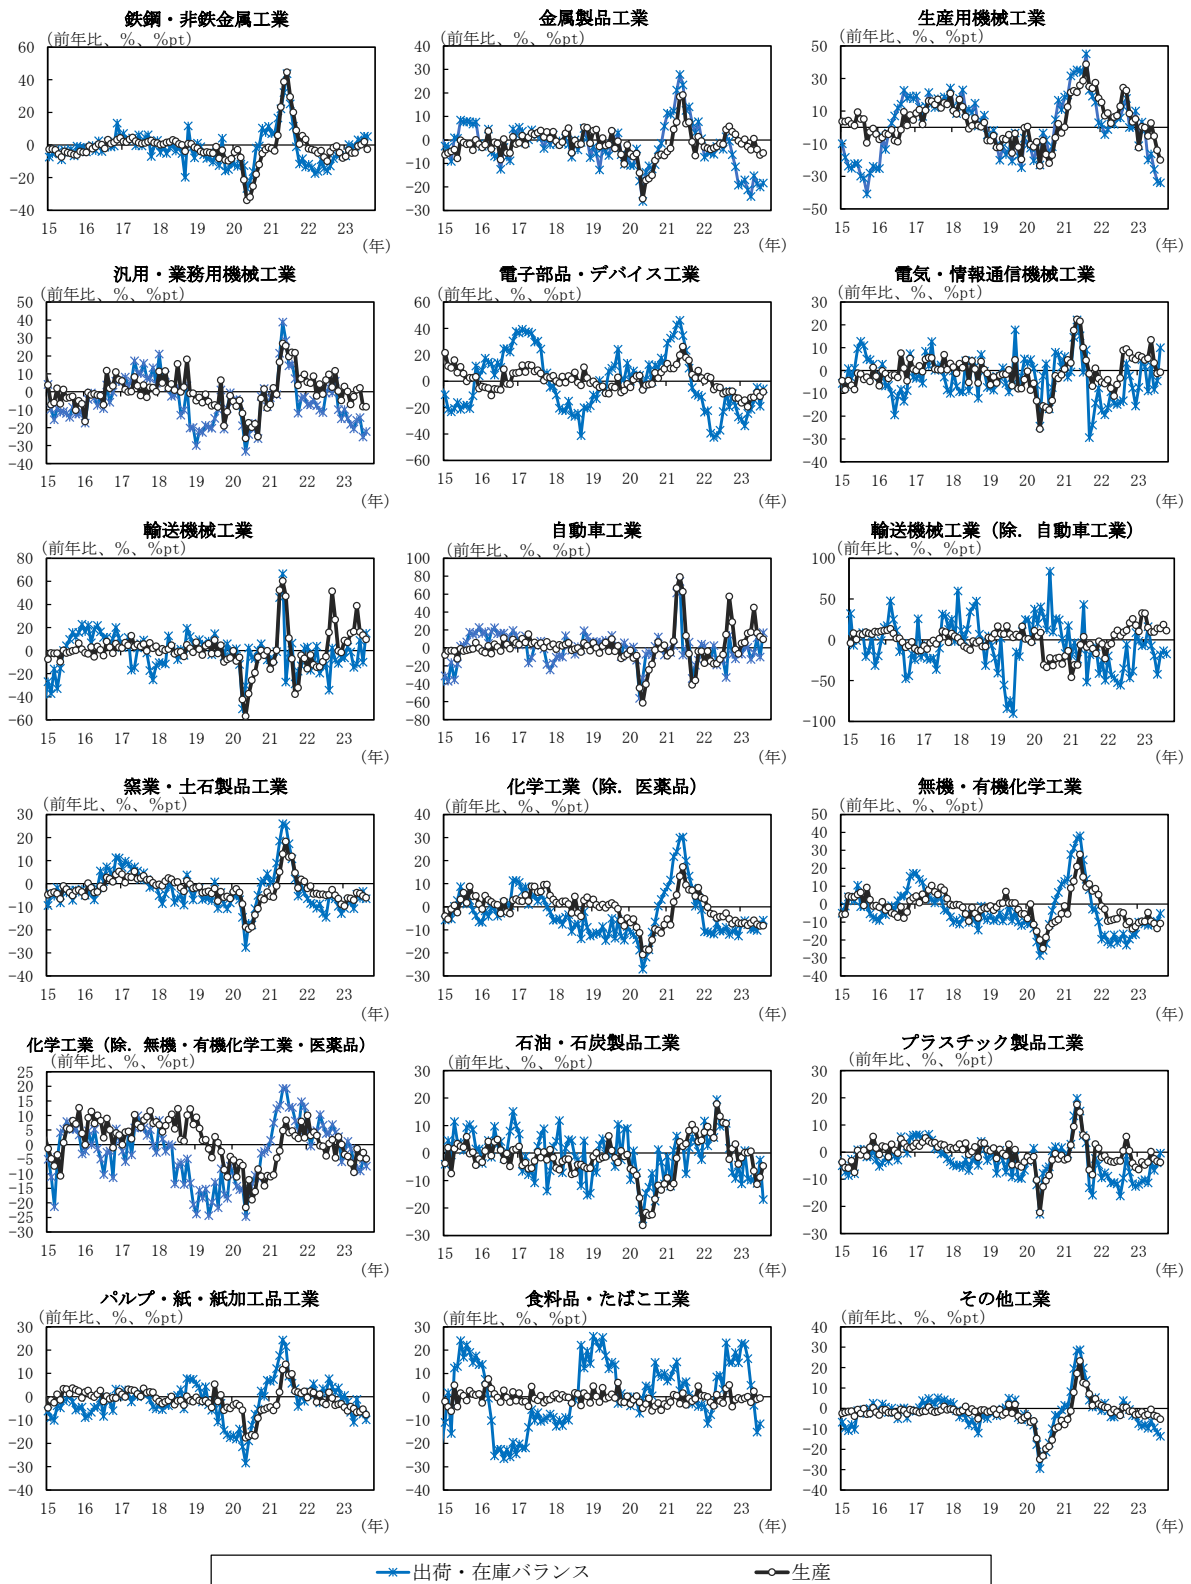 鉄鋼・非鉄金属工業
(前年比、%、%pt)
60
40
20
0
-20
-40
15 16 17 18 19 20 21 22 23
(年)
金属製品工業
(前年比、%、%pt)
40
30
20
10
0
-10
-20
-30
15 16 17 18 19 20 21 22 23
(年)
生産用機械工業
(前年比、%、%pt)
50
30
10
-10
-30
-50
15 16 17 18 19 20 21 22 23
(年)
汎用・業務用機械工業
(前年比、%、%pt)
50
40
30
20
10
0
-10
-20
-30
-40
15 16 17 18 19 20 21 22 23
(年)
電子部品・デバイス工業
(前年比、%、%pt)
60
40
20
0
-20
-40
-60
15 16 17 18 19 20 21 22 23
(年)
電気・情報通信機械工業
(前年比、%、%pt)
30
20
10
0
-10
-20
-30
-40
15 16 17 18 19 20 21 22 23
(年)
輸送機械工業
(前年比、%、%pt)
80
60
40
20
0
-20
-40
-60
15 16 17 18 19 20 21 22 23
(年)
自動車工業
(前年比、%、%pt)
100
80
60
40
20
0
-20
-40
-60
-80
15 16 17 18 19 20 21 22 23
(年)
輸送機械工業（除．自動車工業）
(前年比、%、%pt)
100
50
0
-50
-100
15 16 17 18 19 20 21 22 23
(年)
窯業・土石製品工業
(前年比、%、%pt)
30
20
10
0
-10
-20
-30
-40
15 16 17 18 19 20 21 22 23
(年)
化学工業（除．医薬品）
(前年比、%、%pt)
40
30
20
10
0
-10
-20
-30
15 16 17 18 19 20 21 22 23
(年)
無機・有機化学工業
(前年比、%、%pt)
50
40
30
20
10
0
-10
-20
-30
-40
15 16 17 18 19 20 21 22 23
(年)
化学工業（除．無機・有機化学工業・医薬品）
(前年比、%、%pt)
25
20
15
10
5
0
-5
-10
-15
-20
-25
-30
15 16 17 18 19 20 21 22 23
(年)
石油・石炭製品工業
(前年比、%、%pt)
30
20
10
0
-10
-20
-30
15 16 17 18 19 20 21 22 23
(年)
プラスチック製品工業
(前年比、%、%pt)
30
20
10
0
-10
-20
-30
15 16 17 18 19 20 21 22 23
(年)
パルプ・紙・紙加工品工業
(前年比、%、%pt)
30
20
10
0
-10
-20
-30
-40
15 16 17 18 19 20 21 22 23
(年)
食料品・たばこ工業
(前年比、%、%pt)
30
20
10
0
-10
-20
-30
-40
15 16 17 18 19 20 21 22 23
(年)
その他工業
(前年比、%、%pt)
40
30
20
10
0
-10
-20
-30
-40
15 16 17 18 19 20 21 22 23
(年)
出荷・在庫バランス 生産